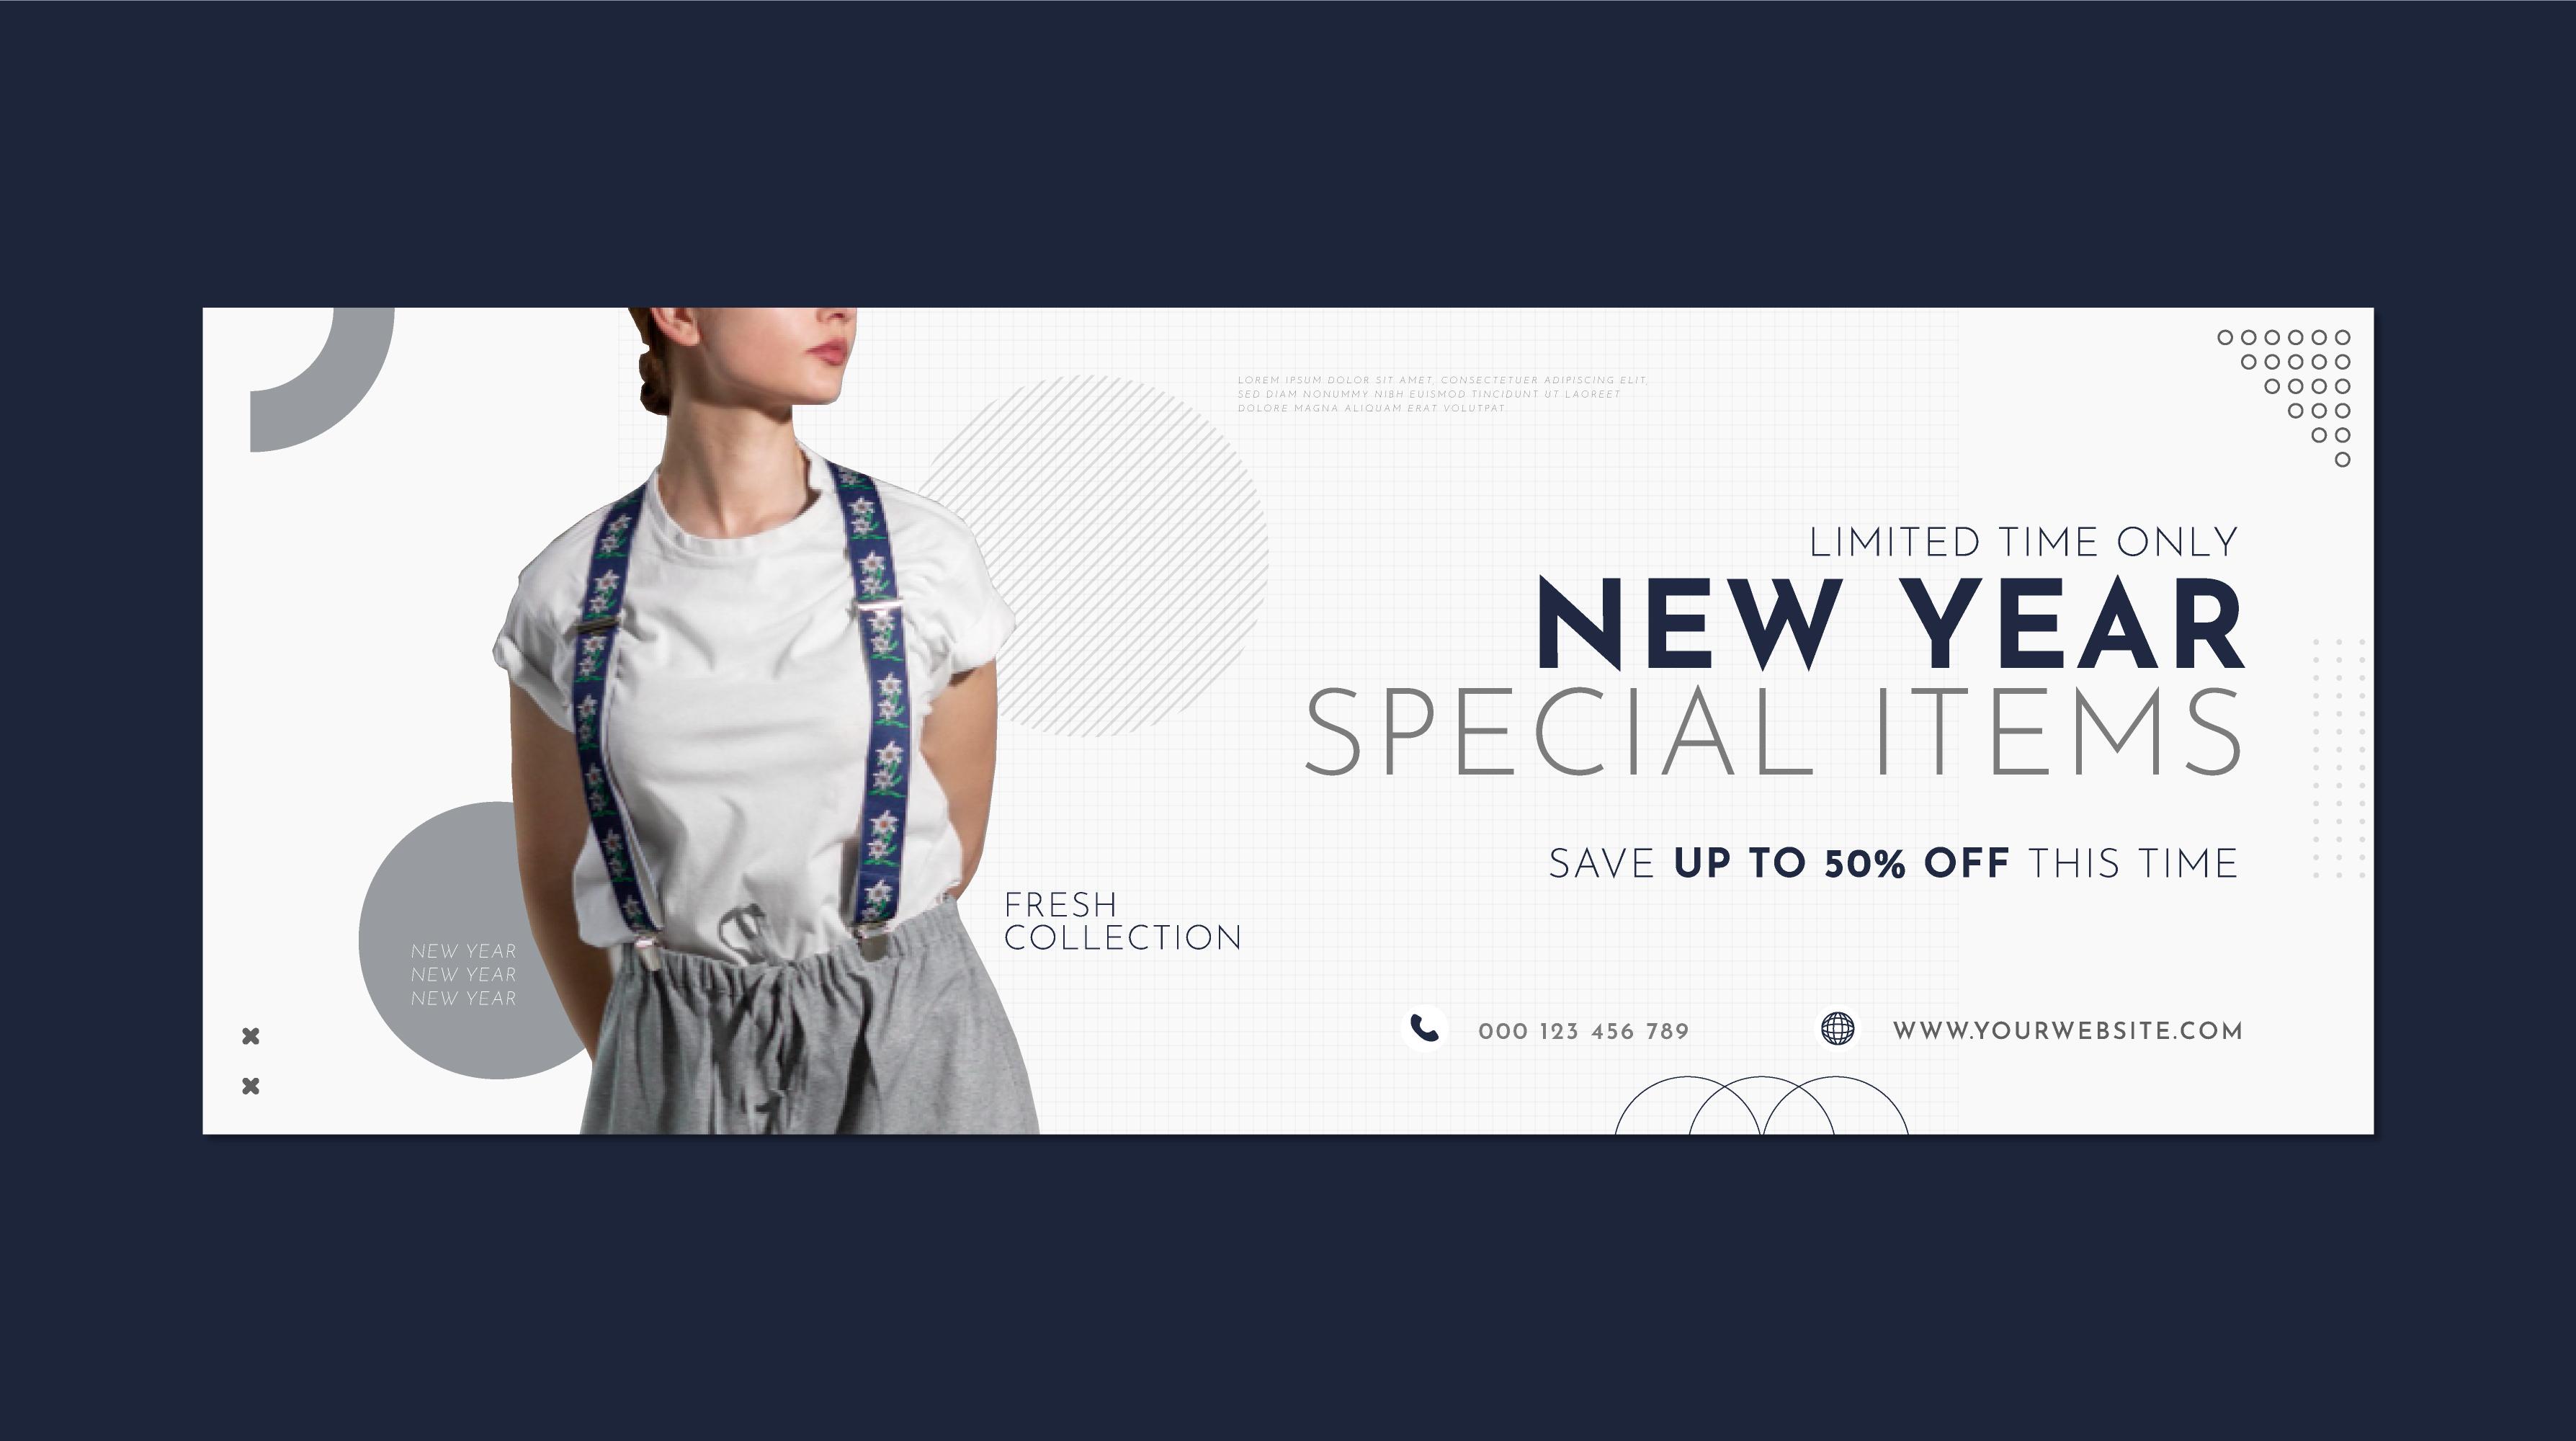 LOREM IPSUM DOLOR SIT AMET, CONSECTETUER ADIPISCING ELIT,
SED DIAM NONUMMY NIBH EUISMOD TINCIDUNT UT LAOREET
DOLORE MAGNA ALIQUAM ERAT VOLUTPAT.
LIMITED TIME ONLY
NEW YEAR
SPECIAL ITEMS
SAVE UP TO 50% OFF THIS TIME
FRESH
COLLECTION
NEW YEAR
NEW YEAR
NEW YEAR
000 123 456 789
WWW.YOURWEBSITE.COM